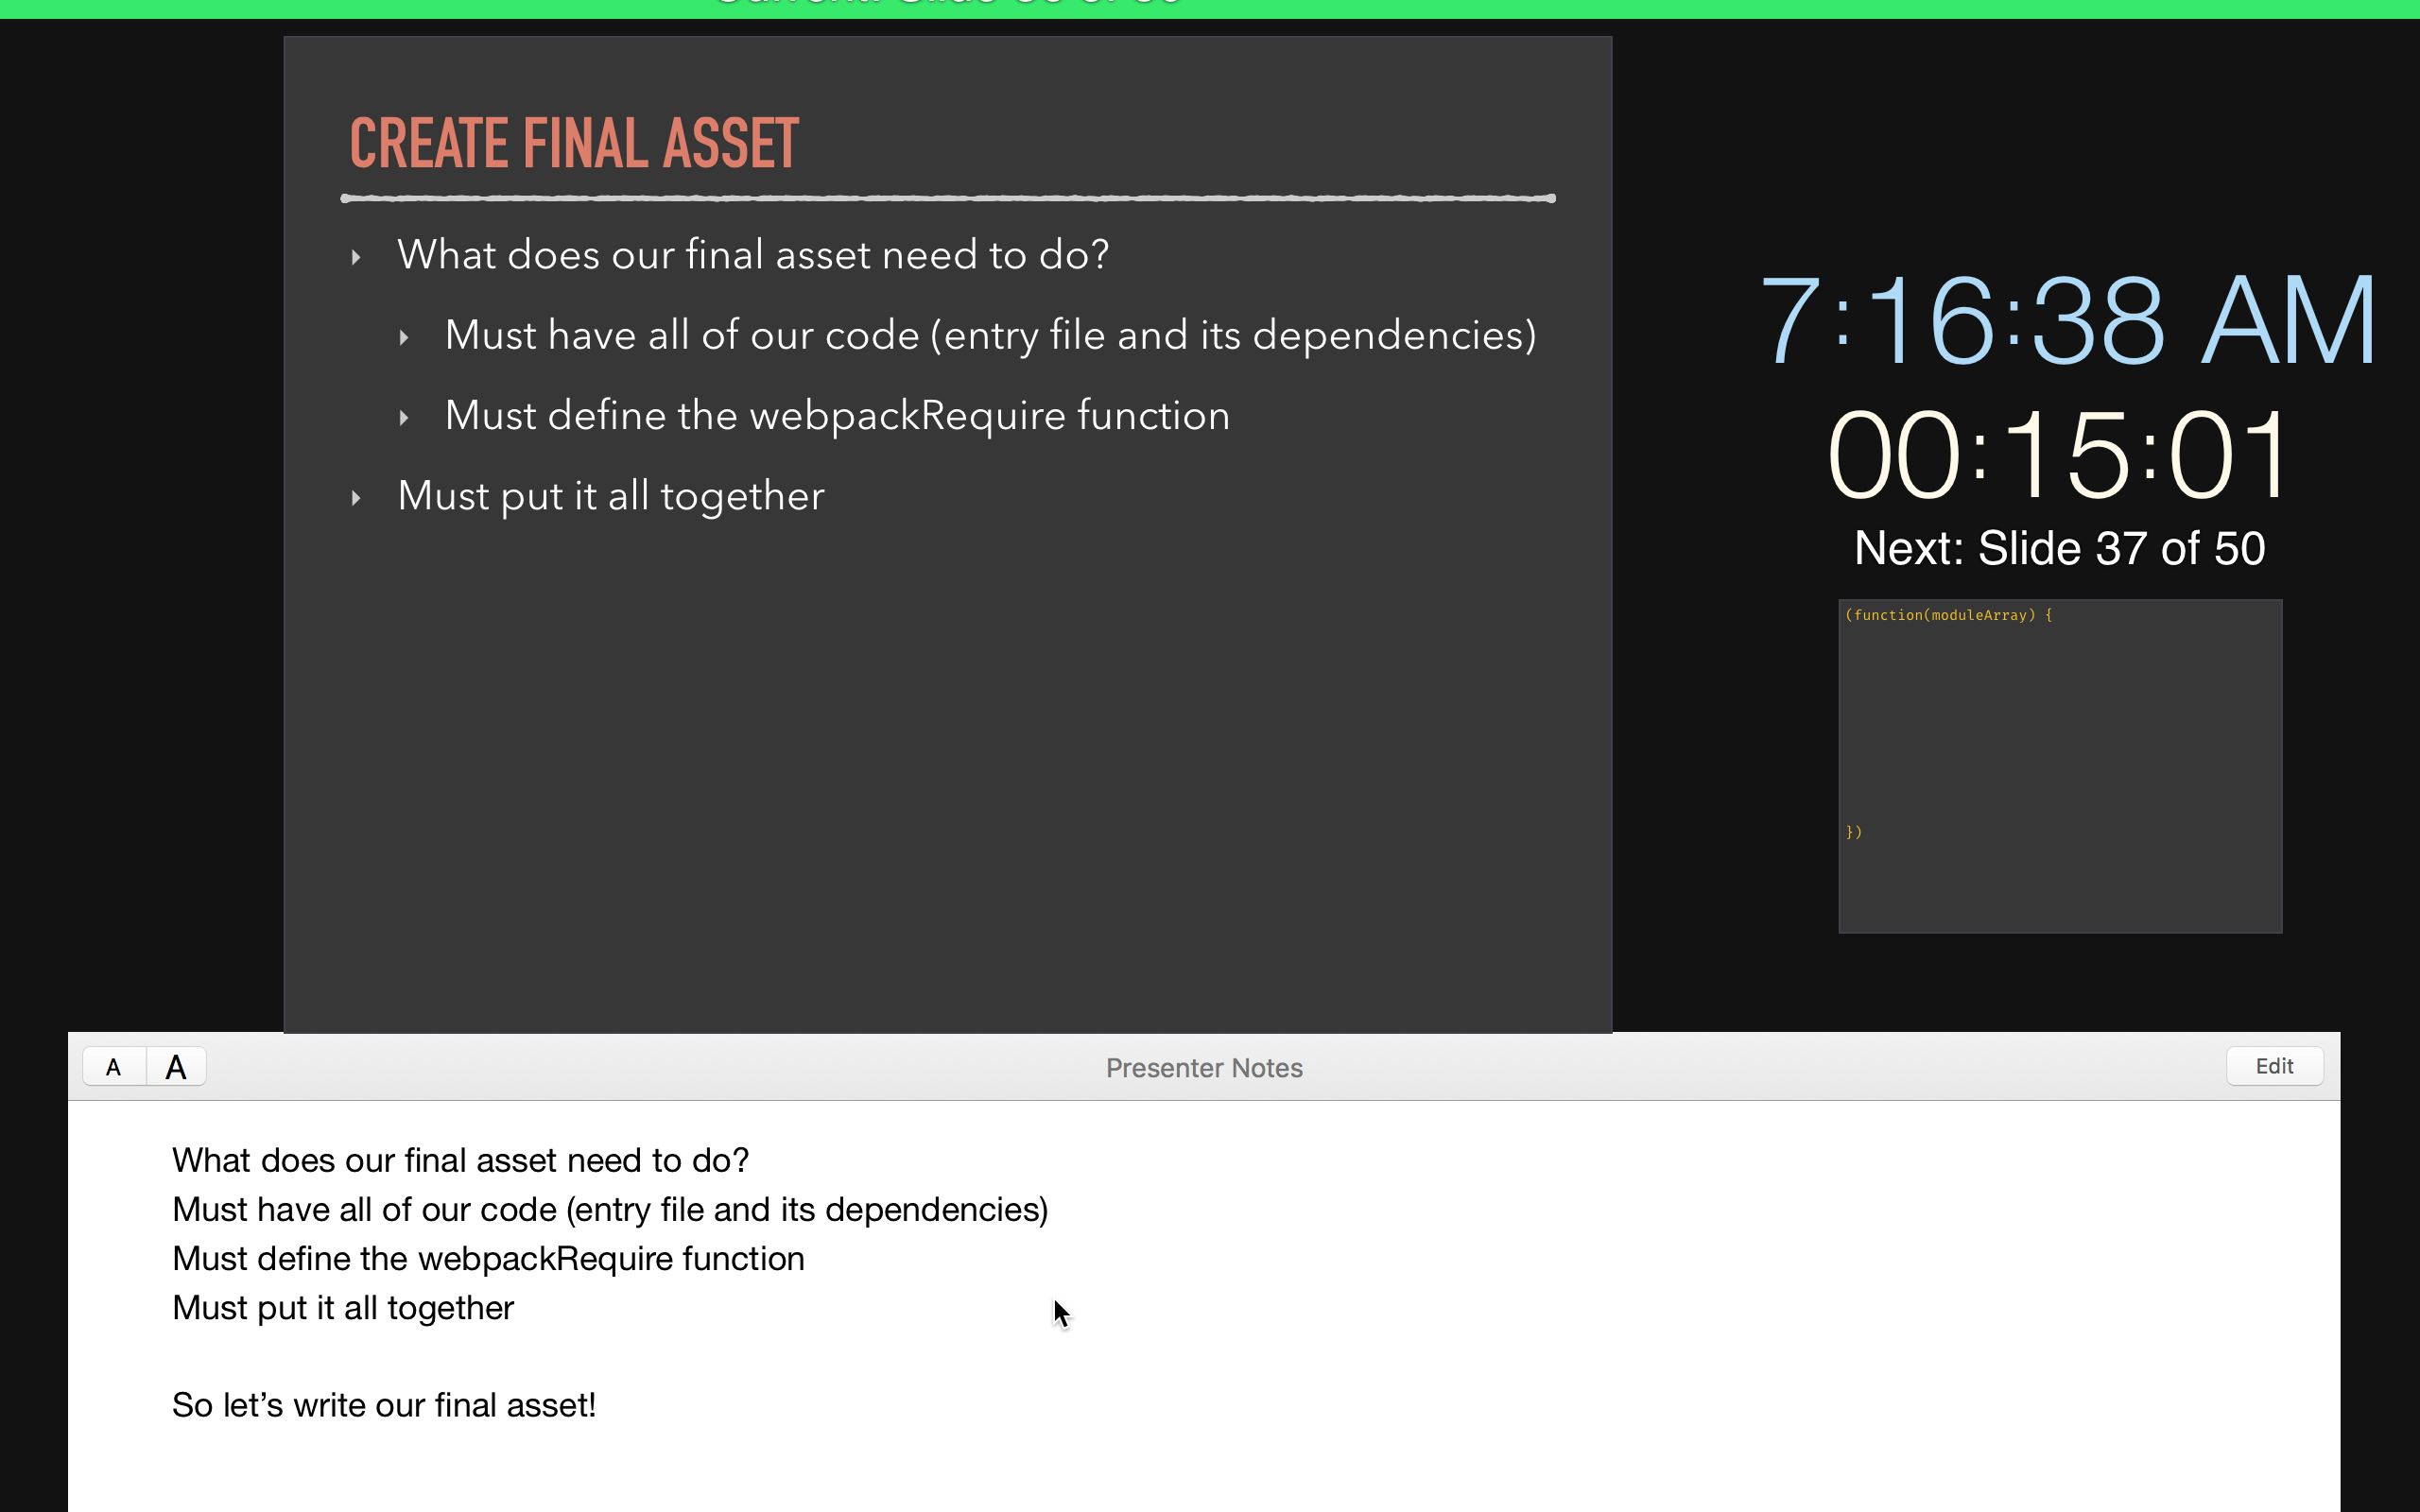 CREATE FINAL ASSET
What does our final asset need to do?
Must have all of our code (entry file and its dependencies)
Must define the webpackRequire function
Must put it all together
7:16:38 AM
00:15:01
Next: Slide 37 of 50
(function(moduleArray) {
})
A A
Presenter Notes
Edit
What does our final asset need to do?
Must have all of our code (entry file and its dependencies)
Must define the webpackRequire function
Must put it all together
So let’s write our final asset!